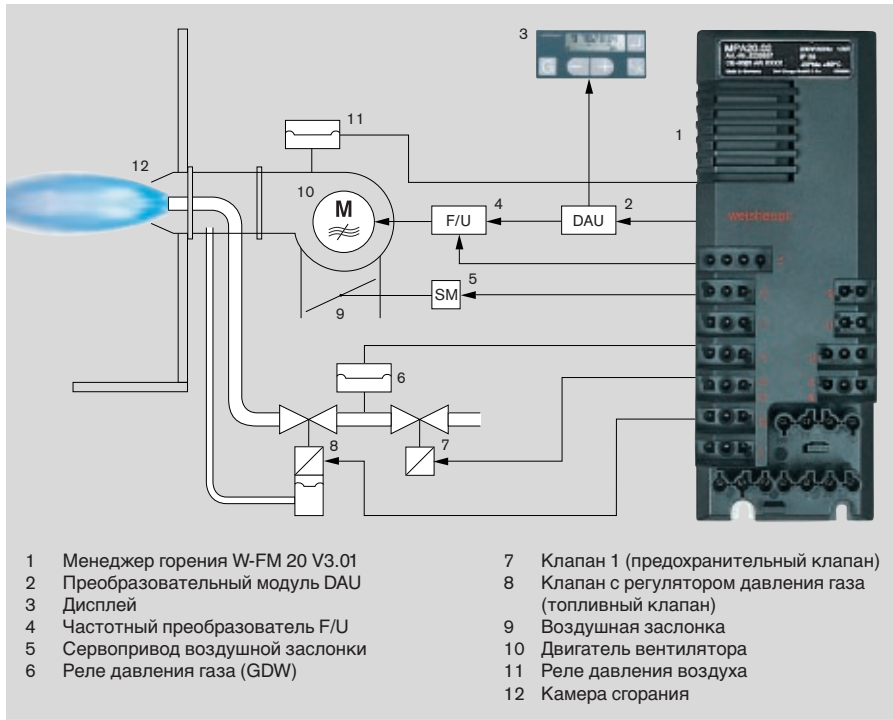 3
MPA20.02
11
1
12
10
M
4
2
F/U
DAU
weishaupt
5
SM
9
6
8
7
1 Менеджер горения W-FM 20 V3.01
2 Преобразовательный модуль DAU
3 Дисплей
4 Частотный преобразователь F/U
5 Сервопривод воздушной заслонки
6 Реле давления газа (GDW)
7 Клапан 1 (предохранительный клапан)
8 Клапан с регулятором давления газа
(топливный клапан)
9 Воздушная заслонка
10 Двигатель вентилятора
11 Реле давления воздуха
12 Камера сгорания